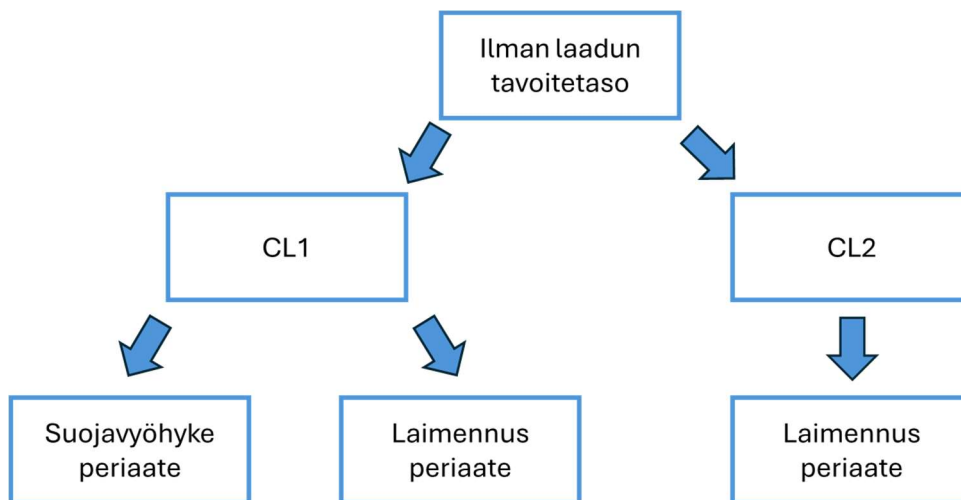 Ilman laadun
tavoitetaso
CL1
CL2
Suojavyöhyke
periaate
Laimennus
periaate
Laimennus
periaate